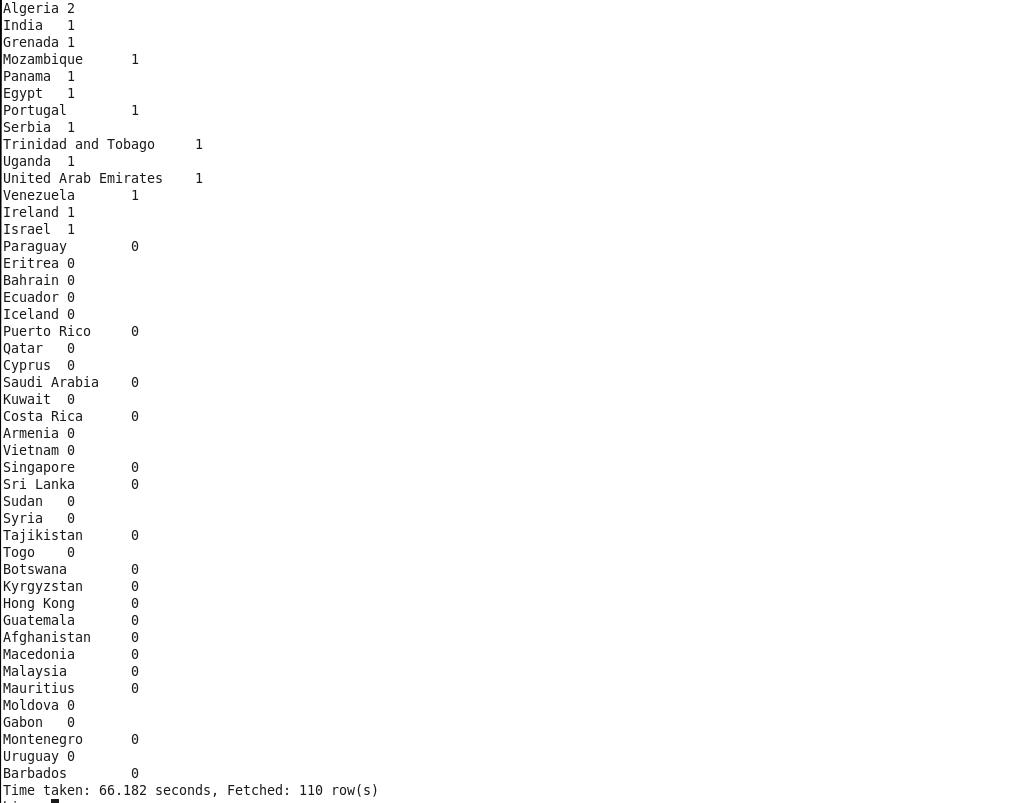 Algeria 2
India 1
Grenada 1
Mozambique 1
Panama 1
Egypt 1
Portugal 1
Serbia 1
Trinidad and Tobago 1
Uganda 1
United Arab Emirates 1
Venezuela 1
Ireland 1
Israel 1
Paraguay 0
Eritrea 0
Bahrain 0
Ecuador 0
Iceland 0
Puerto Rico 0
Qatar 0
Cyprus 0
Saudi Arabia 0
Kuwait 0
Costa Rica 0
Armenia 0
Vietnam 0
Singapore 0
Sri Lanka 0
Sudan 0
Syria 0
Tajikistan 0
Togo 0
Botswana 0
Kyrgyzstan 0
Hong Kong 0
Guatemala 0
Afghanistan 0
Macedonia 0
Malaysia 0
Mauritius 0
Moldova 0
Gabon 0
Montenegro 0
Uruguay 0
Barbados 0
Time taken: 66.182 seconds, Fetched: 110 row(s)